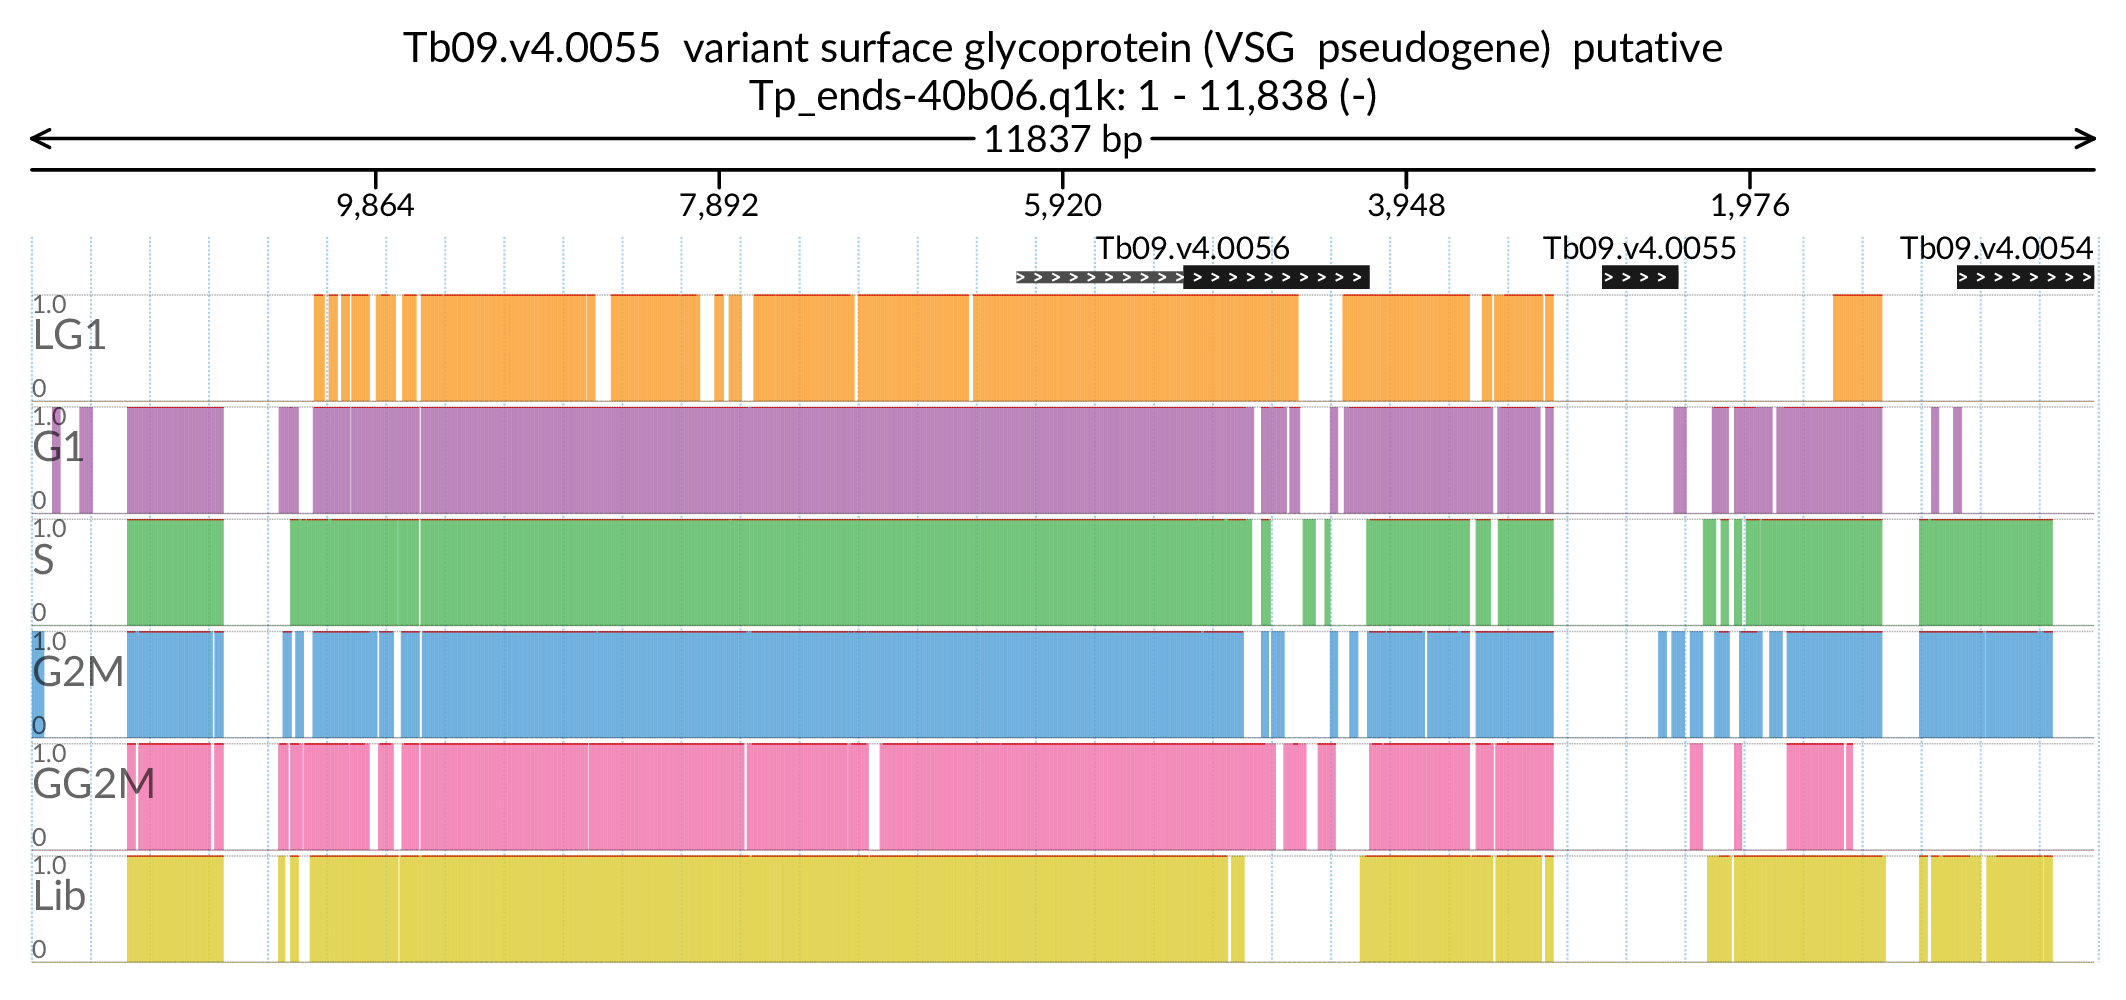 Tb09.v4.0055 variant surface glycoprotein (VSG pseudogene) putative
Tp_ends-40b06.q1k: 1 - 11,838 (-)
11837 bp
9,864 7,892 5,920 3,948 1,976
Tb09.v4.0056 Tb09.v4.0055 Tb09.v4.0054
1.0
LG1
0
1.0
G1
0
1.0
S
0
1.0
G2M
0
1.0
GG2M
0
1.0
Lib
0